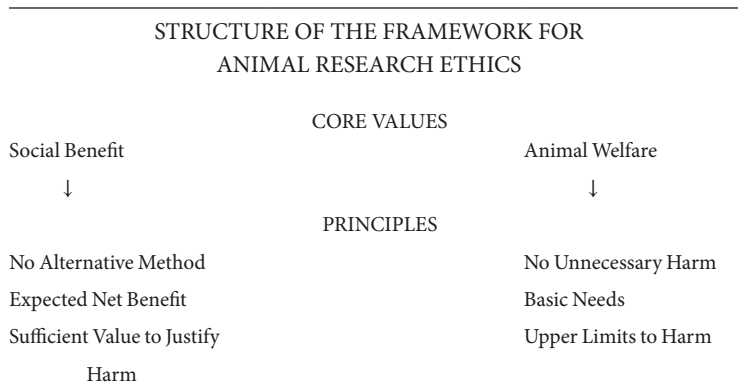 STRUCTURE OF THE FRAMEWORK FOR
ANIMAL RESEARCH ETHICS
CORE VALUES
Social Benefit Animal Welfare
↓ ↓
PRINCIPLES
No Alternative Method No Unnecessary Harm
Expected Net Benefit Basic Needs
Sufficient Value to Justify Upper Limits to Harm
Harm